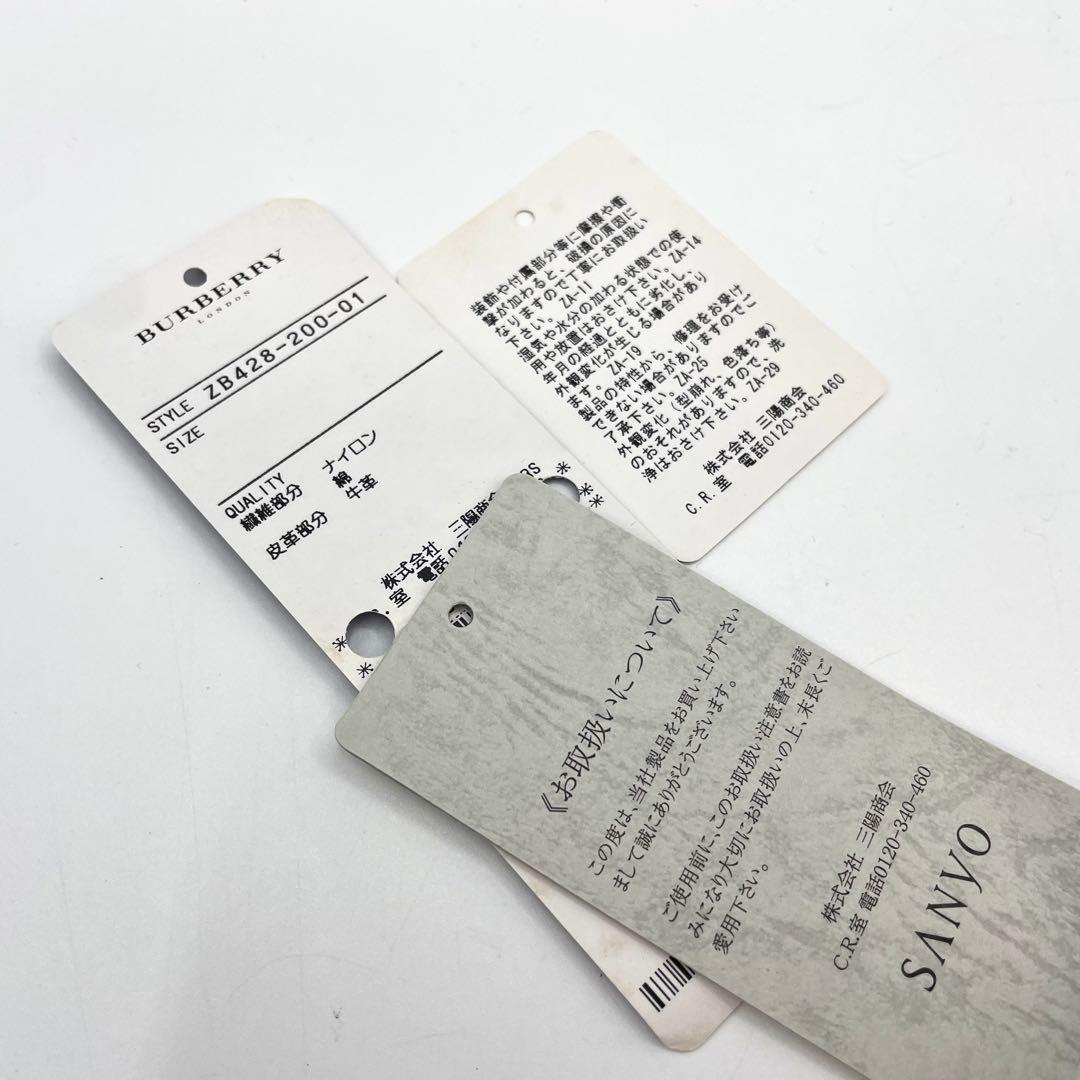 BURBERRY
LONDON
STYLE ZB428-200-01
SIZE
QUALITY
繊維部分 ナイロン
綿
皮革部分 牛革
株式会社 三陽商会
室 電話
装飾や付属部分等に摩擦や衝
撃が加わると、破損の原因に
なりますので丁寧にお取扱い
下さい。 ZA-11
湿気や水分の加わる状態での使
用や放置はおさけ下さい。 ZA-14
年月の経過とともに劣化し、
外観変化が生じる場合があり
ます。 ZA-19
製品の特性から、修理をお受け
できない場合がありますのでご
了承下さい。 ZA-25
外観変化(型崩れ、色落ち等)
のおそれがありますので、洗
浄はおさけ下さい。 ZA-29
株式会社 三陽商会
C.R.室 電話0120-340-460
《お取扱いについて》
この度は、当社製品をお買い上げ下さい
まして誠にありがとうございます。
ご使用前に、このお取扱い注意書をお読
みになり大切にお取扱いの上、末長くご
愛用下さい。
株式会社 三陽商会
C.R.室 電話0120-340-460
SANYO